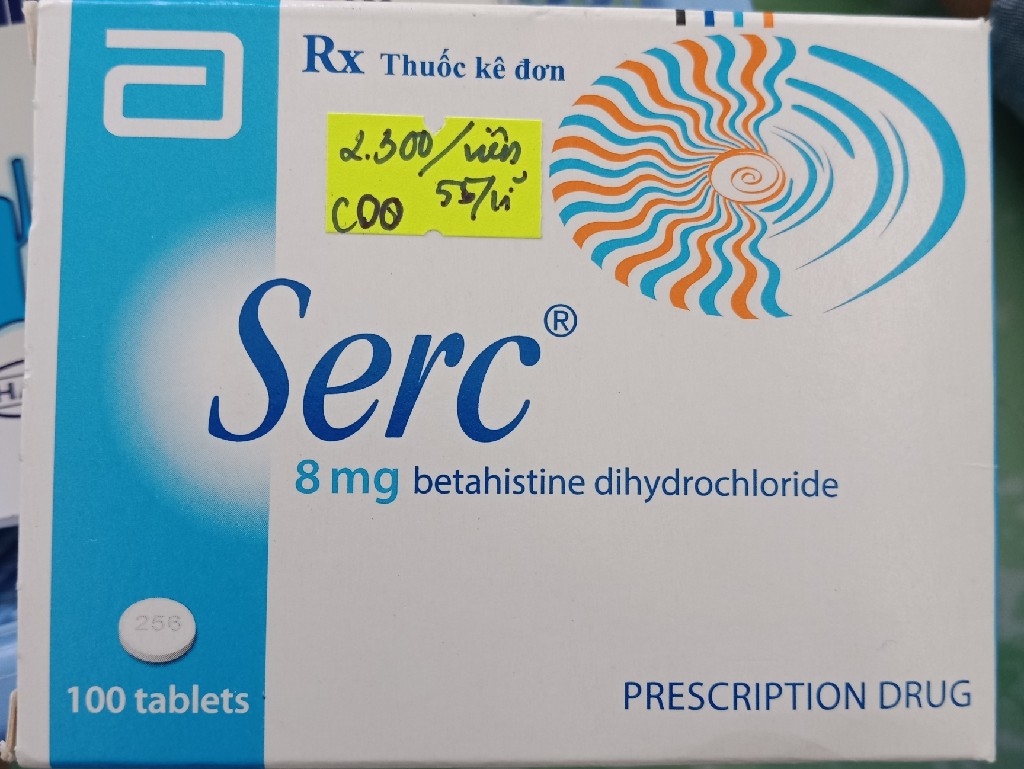 Rx Thuốc kê đơn
2.300/viên
55/vỉ
COO
Serc®
8 mg betahistine dihydrochloride
256
100 tablets
PRESCRIPTION DRUG